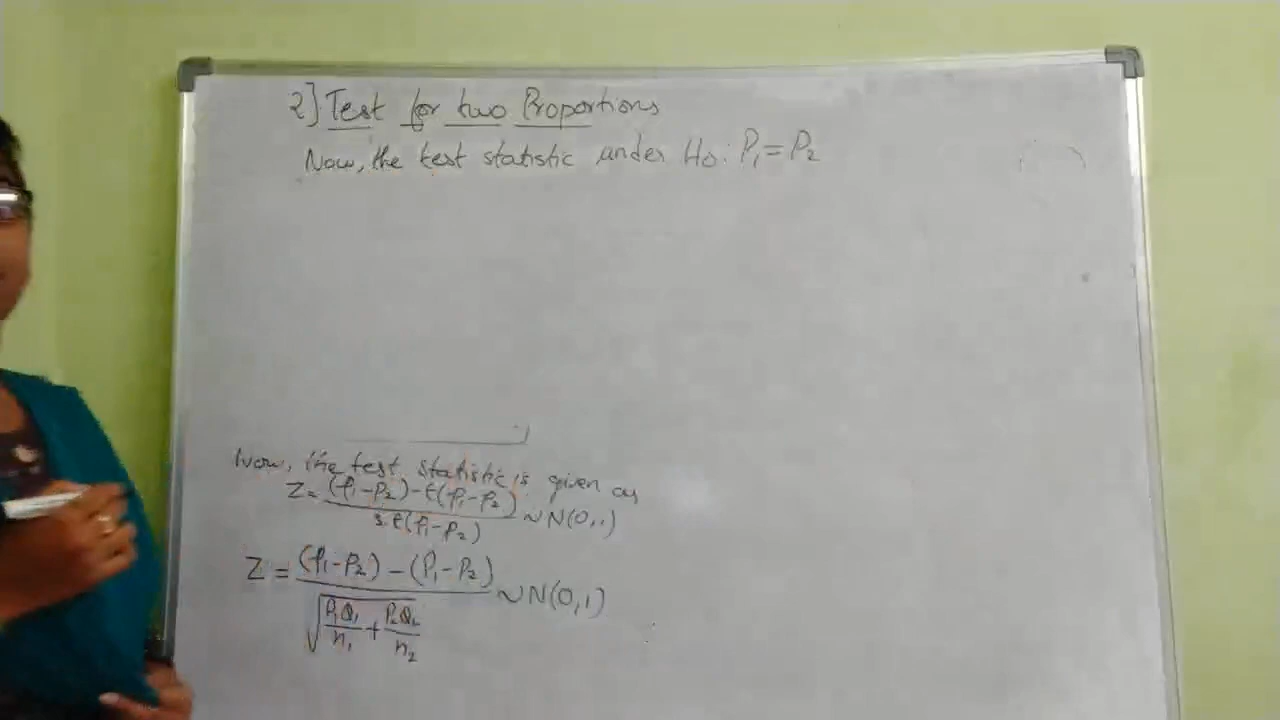 2] Test for two Proportions
Now, the test statistic under H₀: P₁ = P₂
Now, the test statistic is given as
Z = (p₁-p₂)-E(p₁-p₂) / s.e(p₁-p₂) ~ N(0,1)
Z = (p₁-p₂) - (P₁-P₂) / √(P₁Q₁/n₁ + P₂Q₂/n₂) ~ N(0,1)